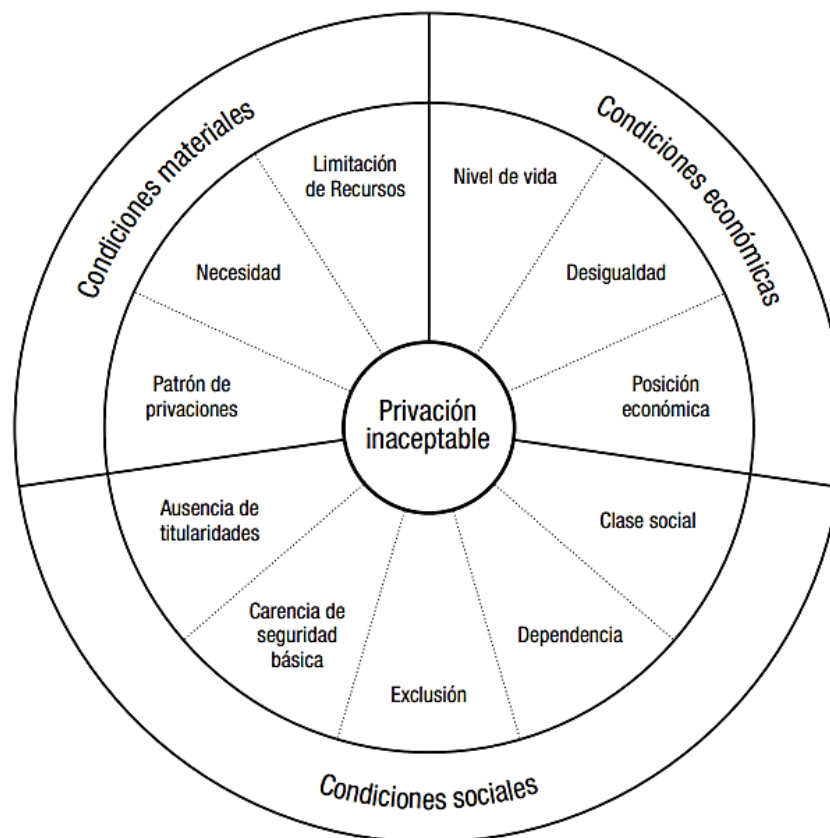 Condiciones materiales
Condiciones económicas
Limitación
de Recursos
Nivel de vida
Necesidad
Desigualdad
Patrón de
privaciones
Privación
inaceptable
Posición
económica
Ausencia de
titularidades
Clase social
Carencia de
seguridad
básica
Dependencia
Exclusión
Condiciones sociales